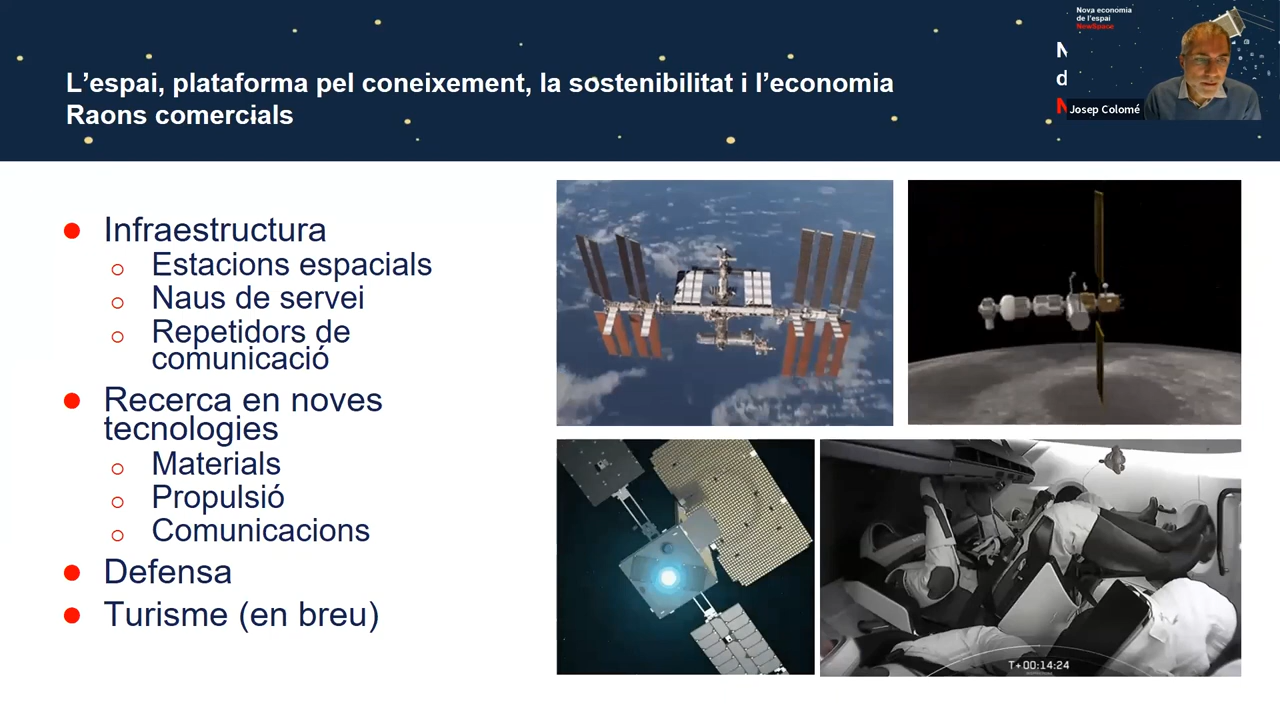 Nova economia
de l'espai
NewSpace
L'espai, plataforma pel coneixement, la sostenibilitat i l'economia
Raons comercials
N
d
N
Josep Colomé
Infraestructura
Estacions espacials
Naus de servei
Repetidors de
comunicació
Recerca en noves
tecnologies
Materials
Propulsió
Comunicacions
Defensa
Turisme (en breu)
T+00:14:24